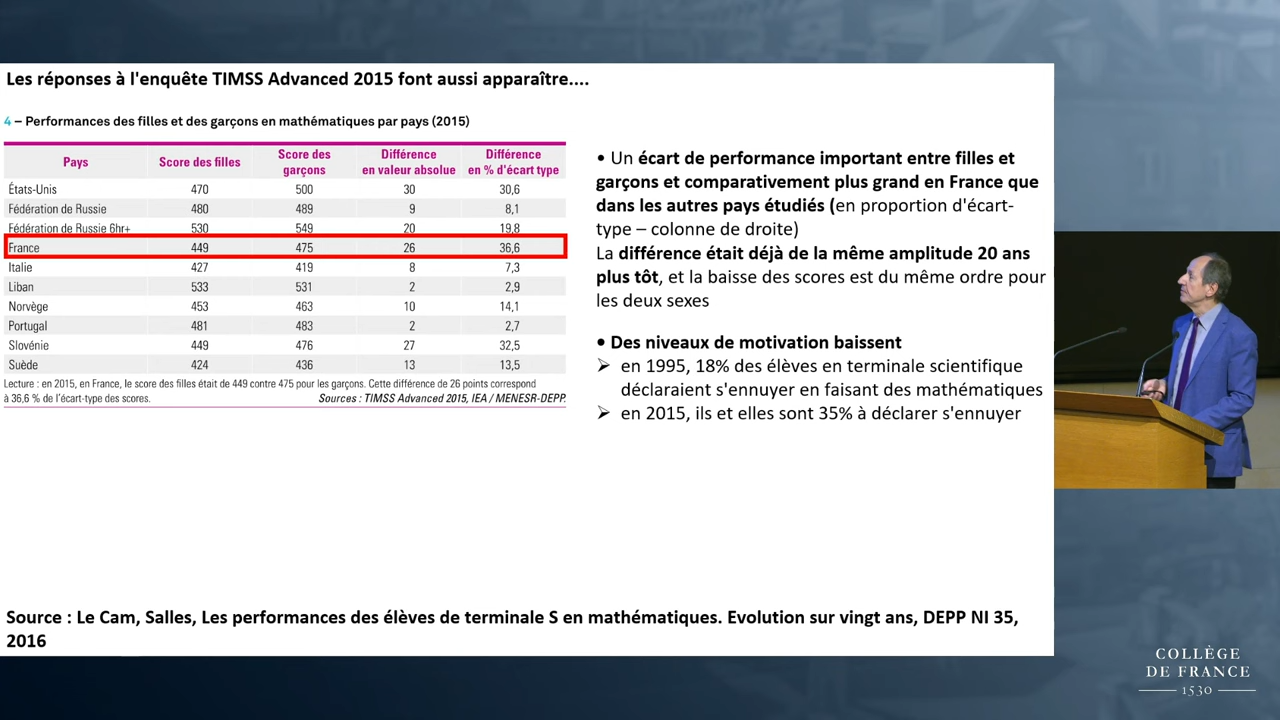 Les réponses à l'enquête TIMSS Advanced 2015 font aussi apparaître....
4 – Performances des filles et des garçons en mathématiques par pays (2015)
Pays Score des filles Score des garçons Différence en valeur absolue Différence en % d'écart type
États-Unis 470 500 30 30,6
Fédération de Russie 480 489 9 8,1
Fédération de Russie 6hr+ 530 549 20 19,8
France 449 475 26 36,6
Italie 427 419 8 7,3
Liban 533 531 2 2,9
Norvège 453 463 10 14,1
Portugal 481 483 2 2,7
Slovénie 449 476 27 32,5
Suède 424 436 13 13,5
Lecture : en 2015, en France, le score des filles était de 449 contre 475 pour les garçons. Cette différence de 26 points correspond
à 36,6 % de l'écart-type des scores.
Sources : TIMSS Advanced 2015, IEA / MENESR-DEPP.
• Un écart de performance important entre filles et
garçons et comparativement plus grand en France que
dans les autres pays étudiés (en proportion d'écart-
type – colonne de droite)
La différence était déjà de la même amplitude 20 ans
plus tôt, et la baisse des scores est du même ordre pour
les deux sexes
• Des niveaux de motivation baissent
➢ en 1995, 18% des élèves en terminale scientifique
déclaraient s'ennuyer en faisant des mathématiques
➢ en 2015, ils et elles sont 35% à déclarer s'ennuyer
Source : Le Cam, Salles, Les performances des élèves de terminale S en mathématiques. Evolution sur vingt ans, DEPP NI 35,
2016
COLLÈGE
DE FRANCE
1530